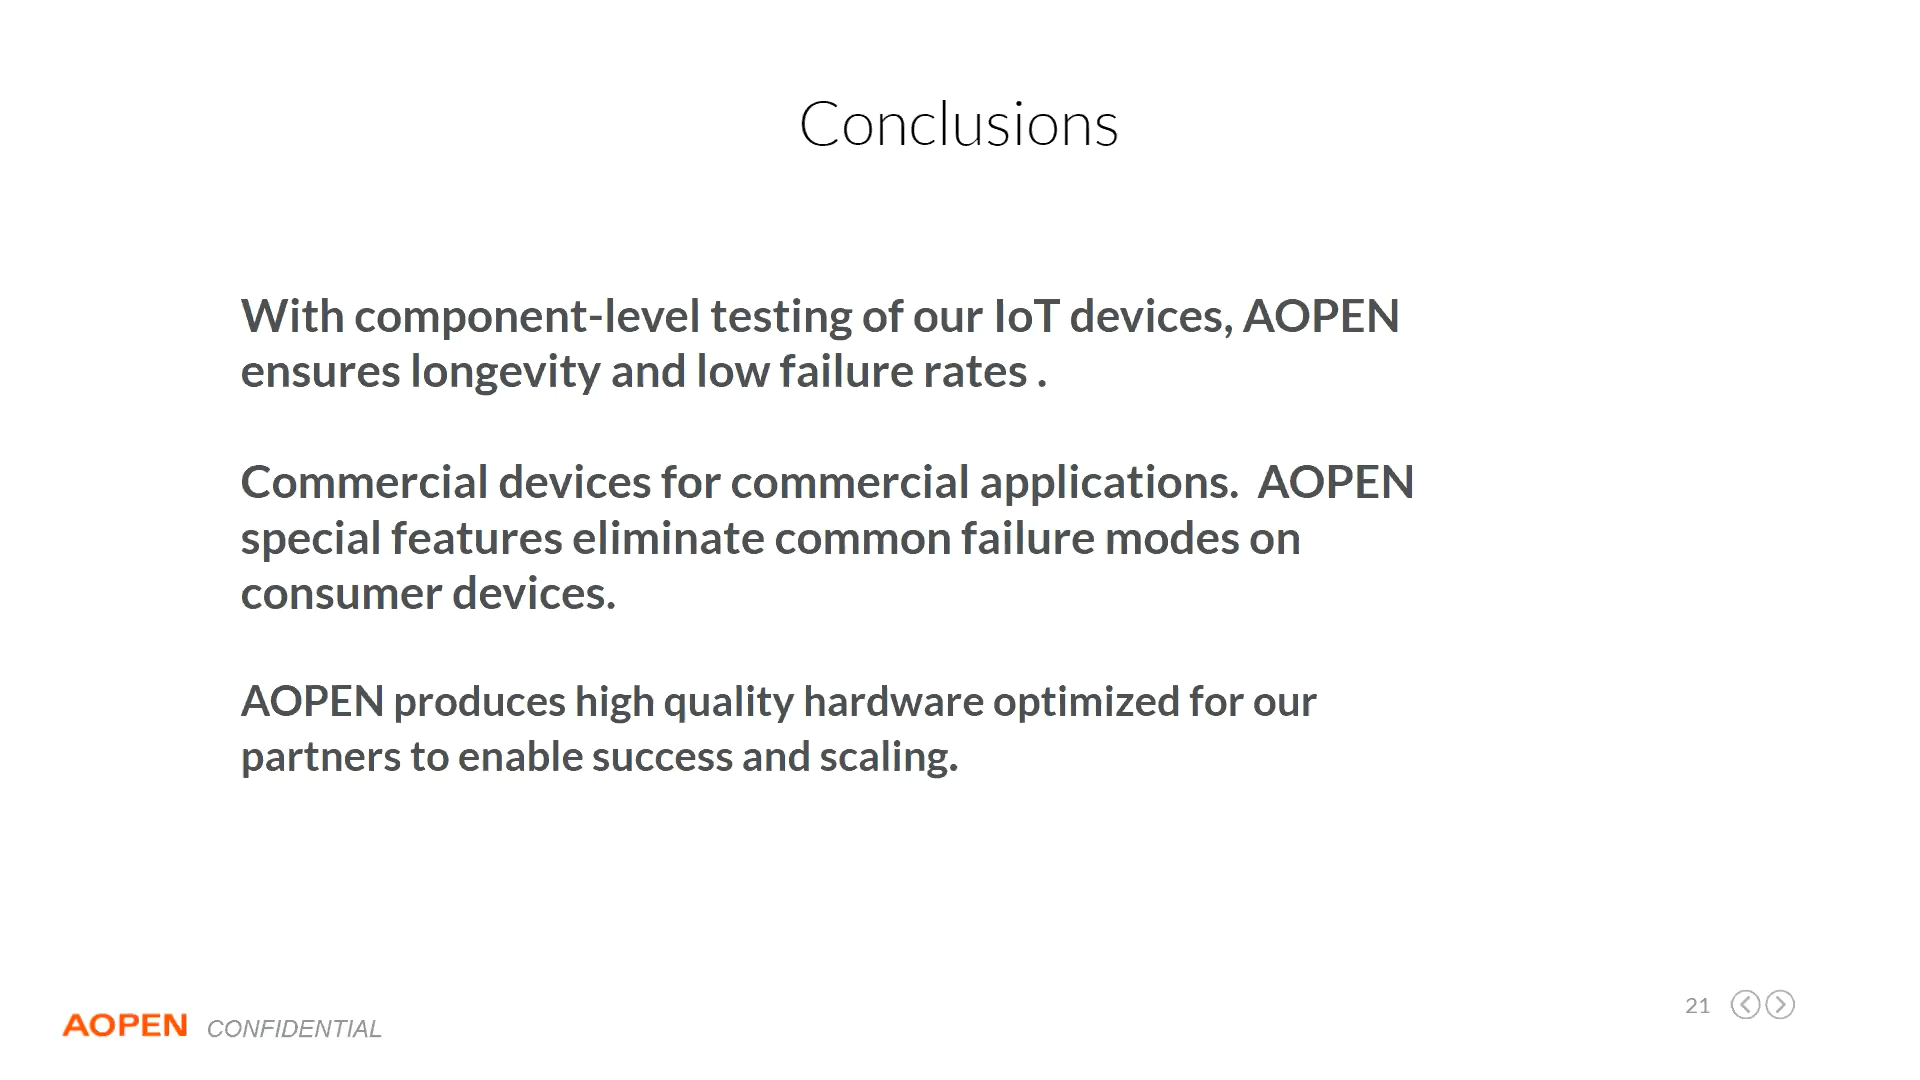 Conclusions
With component-level testing of our IoT devices, AOPEN
ensures longevity and low failure rates .
Commercial devices for commercial applications.  AOPEN
special features eliminate common failure modes on
consumer devices.
AOPEN produces high quality hardware optimized for our
partners to enable success and scaling.
AOPEN CONFIDENTIAL
21